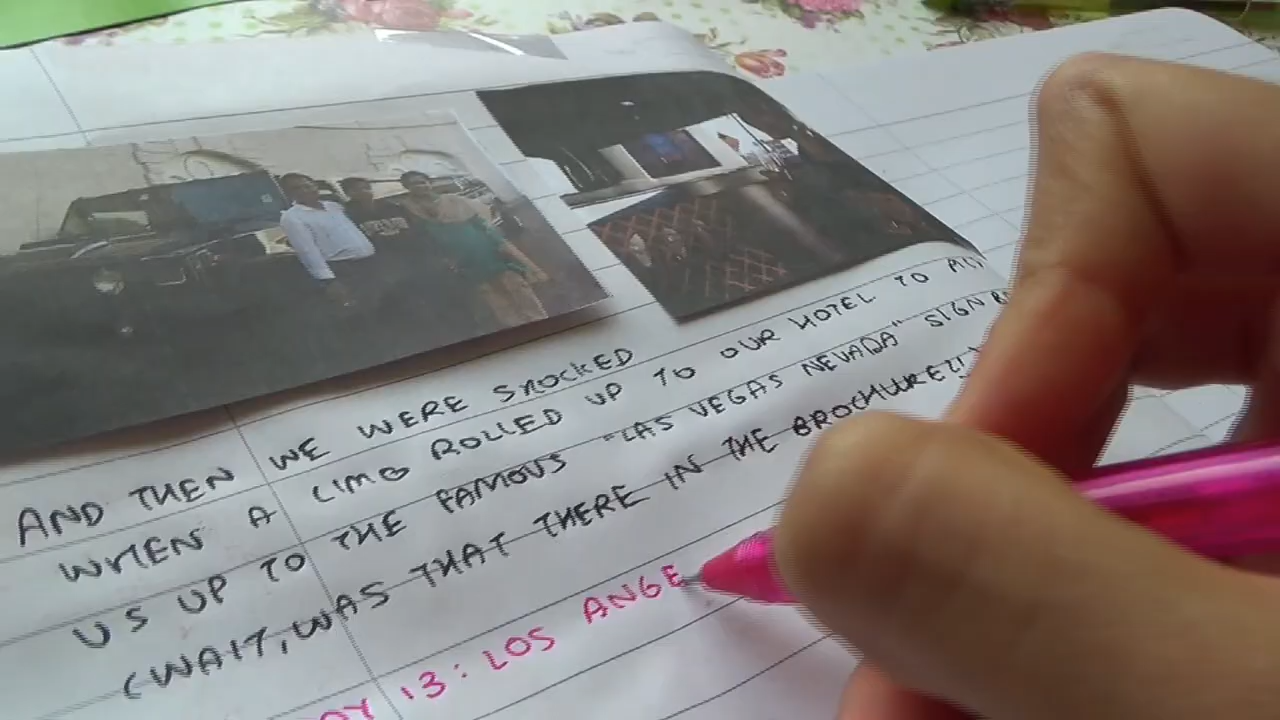 AND THEN WE WERE SHOCKED
WHEN A LIMO ROLLED UP TO OUR HOTEL TO
US UP TO THE FAMOUS "LAS VEGAS NEVADA" SIGN
(WAIT, WAS THAT THERE IN THE BROCHURE?!)
13: LOS ANGE